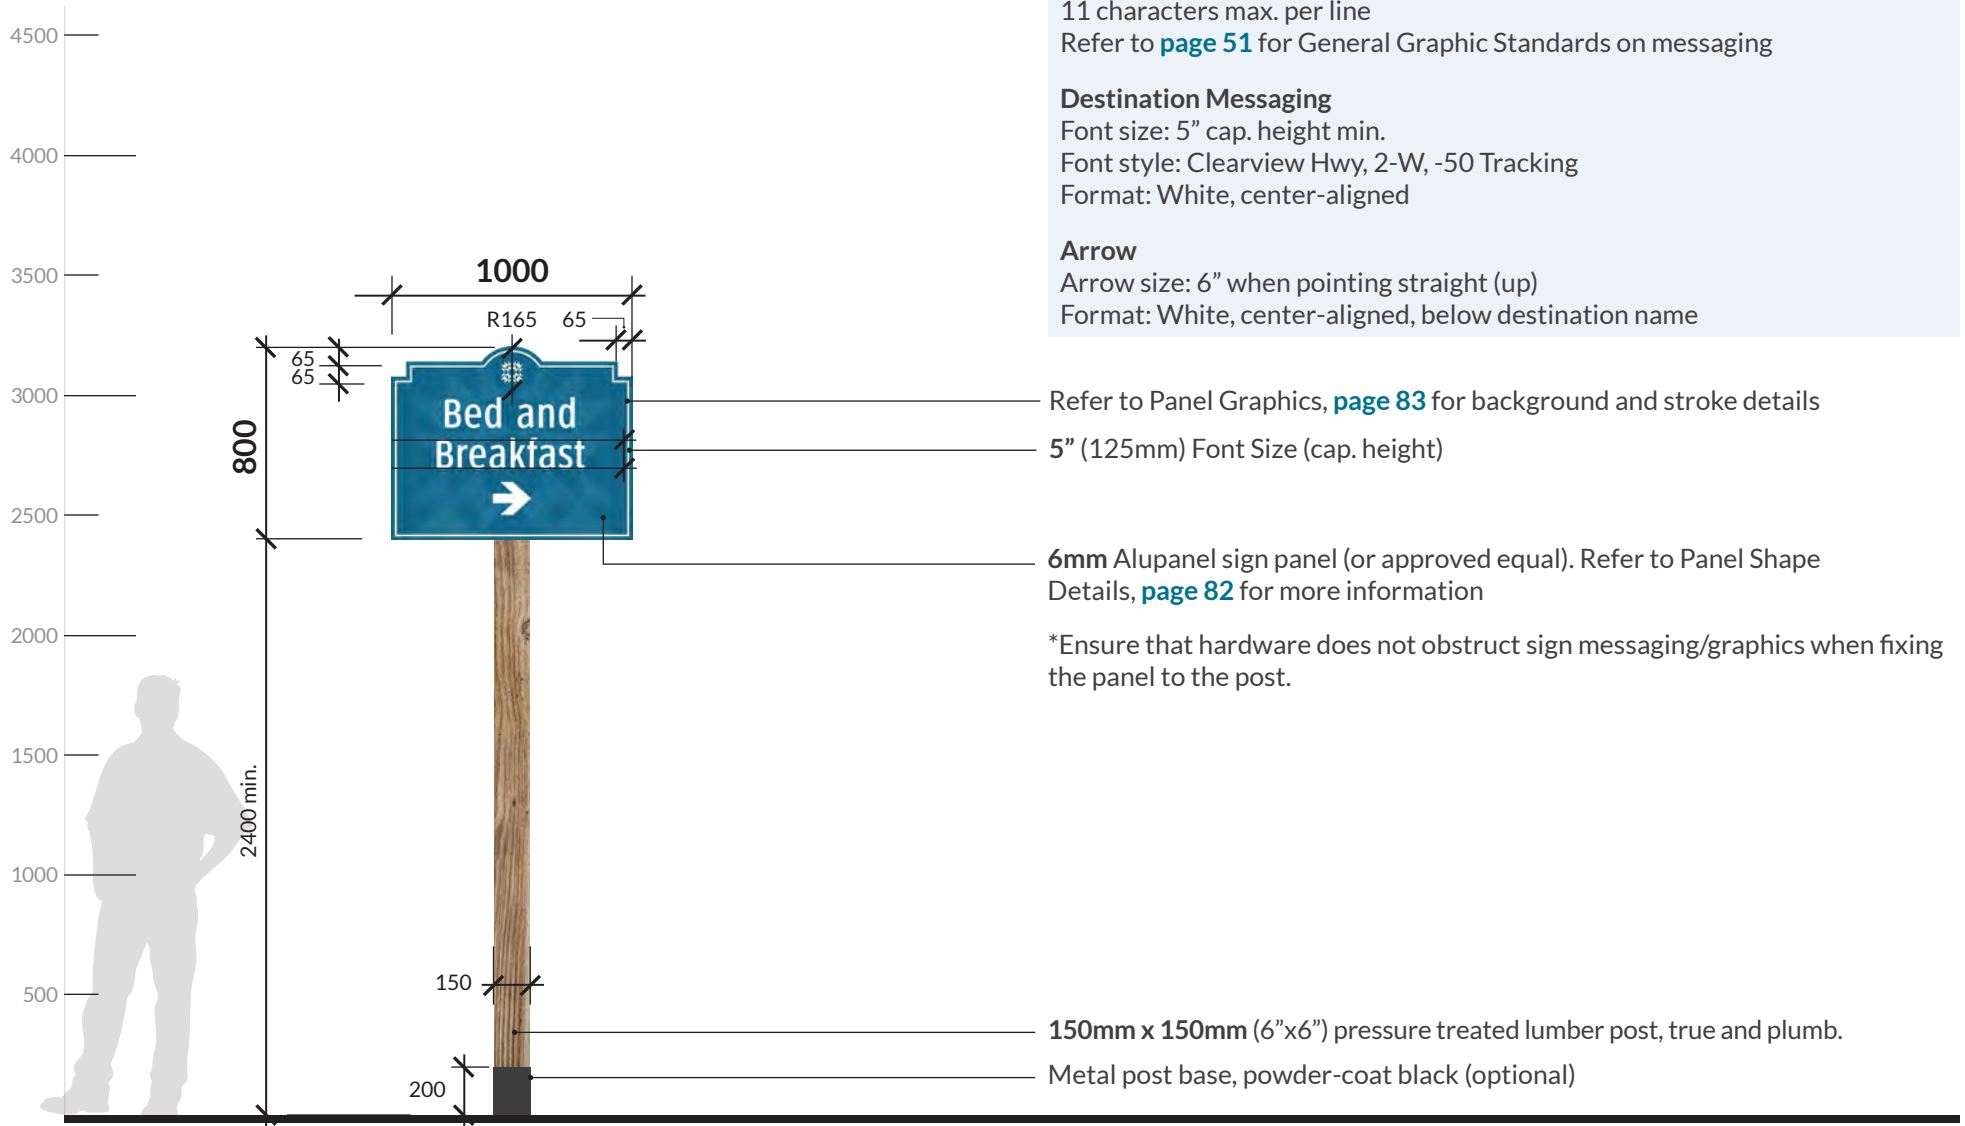 11 characters max. per line
Refer to page 51 for General Graphic Standards on messaging
Destination Messaging
Font size: 5” cap. height min.
Font style: Clearview Hwy, 2-W, -50 Tracking
Format: White, center-aligned
Arrow
Arrow size: 6” when pointing straight (up)
Format: White, center-aligned, below destination name
4500
4000
3500
3000
2500
2000
1500
1000
500
1000
R165
65
65
65
800
Bed and
Breakfast
2400 min.
150
200
Refer to Panel Graphics, page 83 for background and stroke details
5” (125mm) Font Size (cap. height)
6mm Alupanel sign panel (or approved equal). Refer to Panel Shape
Details, page 82 for more information
*Ensure that hardware does not obstruct sign messaging/graphics when fixing
the panel to the post.
150mm x 150mm (6”x6”) pressure treated lumber post, true and plumb.
Metal post base, powder-coat black (optional)